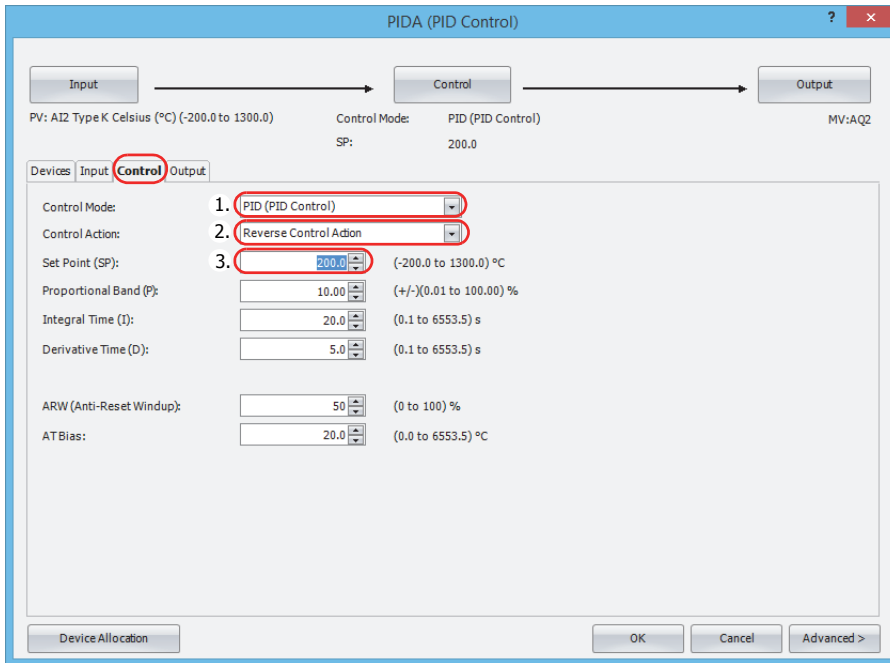 PIDA (PID Control)
?
×
Input
Control
Output
PV: AI2 Type K Celsius (°C) (-200.0 to 1300.0)
Control Mode: PID (PID Control)
MV:AQ2
SP: 200.0
Devices Input Control Output
Control Mode: 1. PID (PID Control)
Control Action: 2. Reverse Control Action
Set Point (SP): 3. 200.0 (-200.0 to 1300.0) °C
Proportional Band (P): 10.00 (+/-)(0.01 to 100.00) %
Integral Time (I): 20.0 (0.1 to 6553.5) s
Derivative Time (D): 5.0 (0.1 to 6553.5) s
ARW (Anti-Reset Windup): 50 (0 to 100) %
AT Bias: 20.0 (0.0 to 6553.5) °C
Device Allocation
OK
Cancel
Advanced >